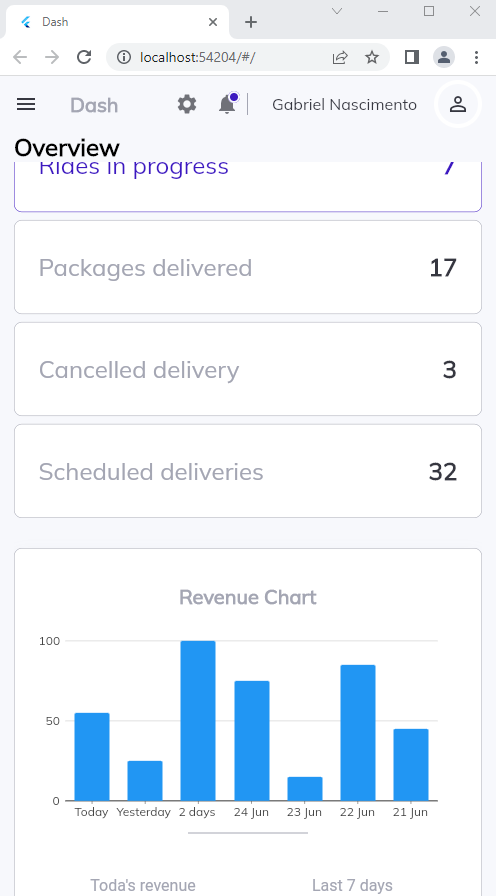 Dash
localhost:54204/#/
Dash
Gabriel Nascimento
Overview
Rides in progress 7
Packages delivered 17
Cancelled delivery 3
Scheduled deliveries 32
Revenue Chart
100
50
0
Today Yesterday 2 days 24 Jun 23 Jun 22 Jun 21 Jun
Toda's revenue Last 7 days